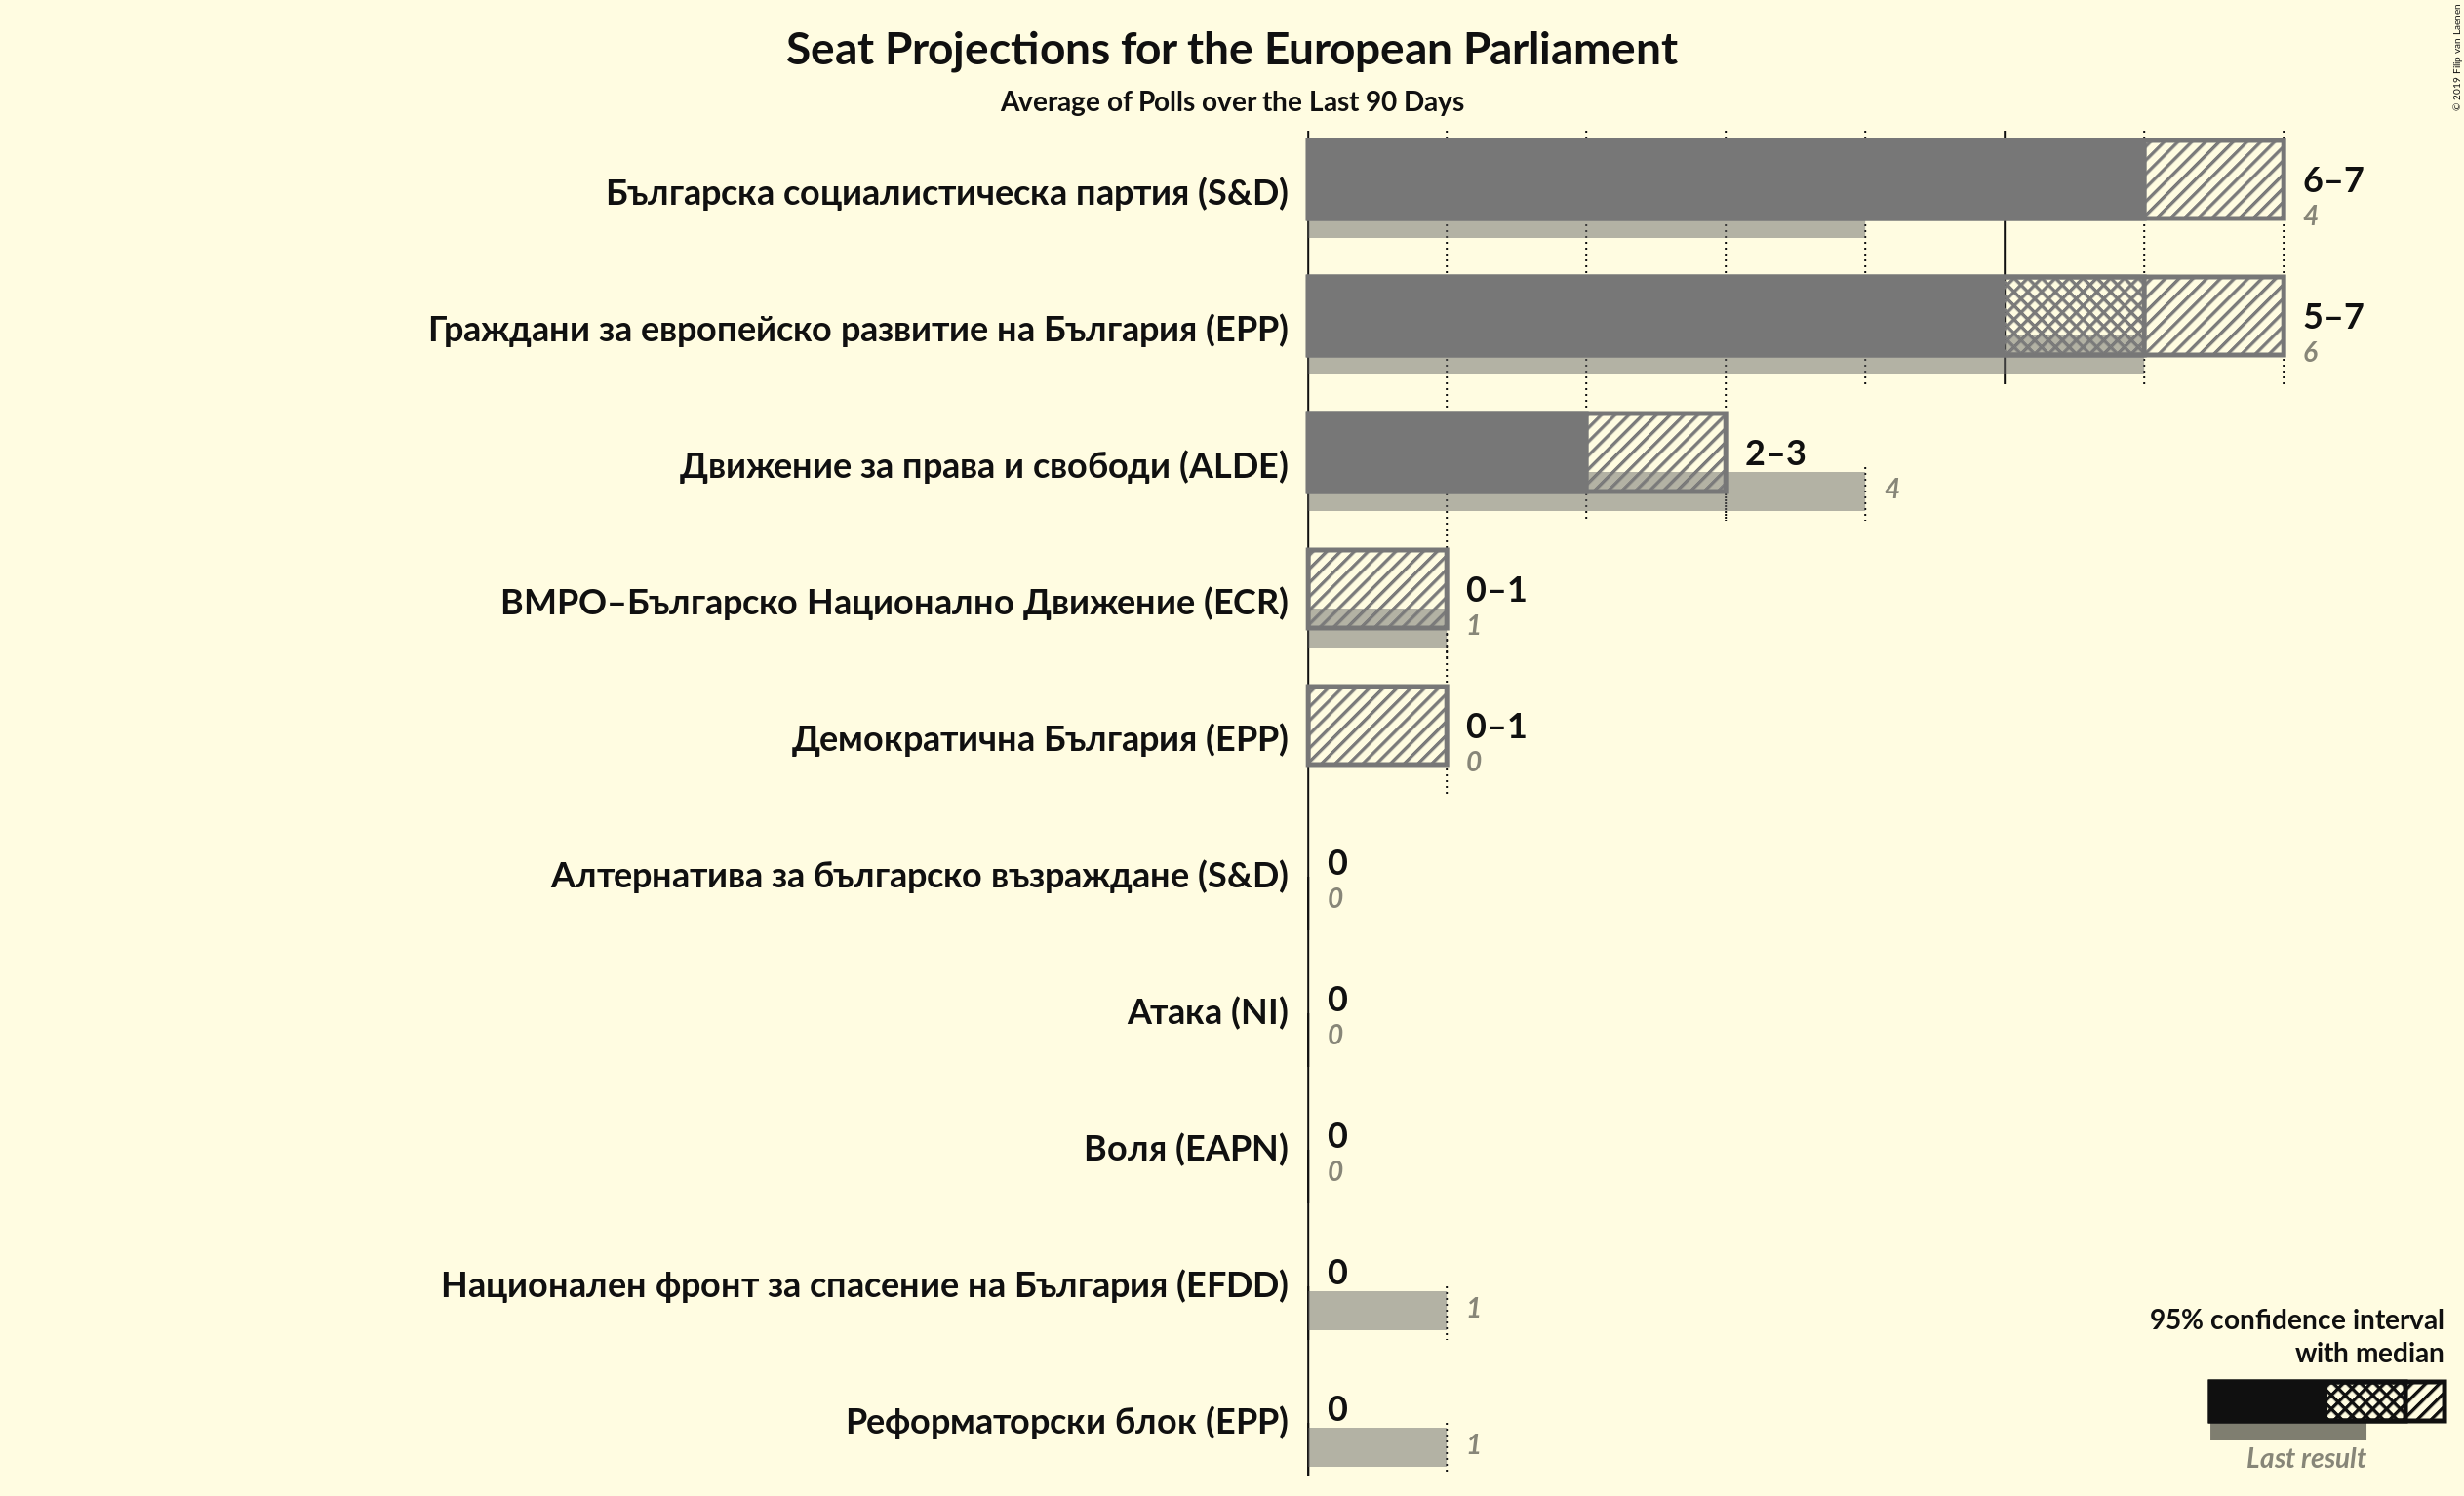 Seat Projections for the European Parliament
Average of Polls over the Last 90 Days
© 2019 Filip van Laenen
Българска социалистическа партия (S&D)
6–7
4
Граждани за европейско развитие на България (EPP)
5–7
6
Движение за права и свободи (ALDE)
2–3
4
ВМРО–Българско Национално Движение (ECR)
0–1
1
Демократична България (EPP)
0–1
0
Алтернатива за българско възраждане (S&D)
0
0
Атака (NI)
0
0
Воля (EAPN)
0
0
Национален фронт за спасение на България (EFDD)
0
1
Реформаторски блок (EPP)
0
1
95% confidence interval
with median
Last result